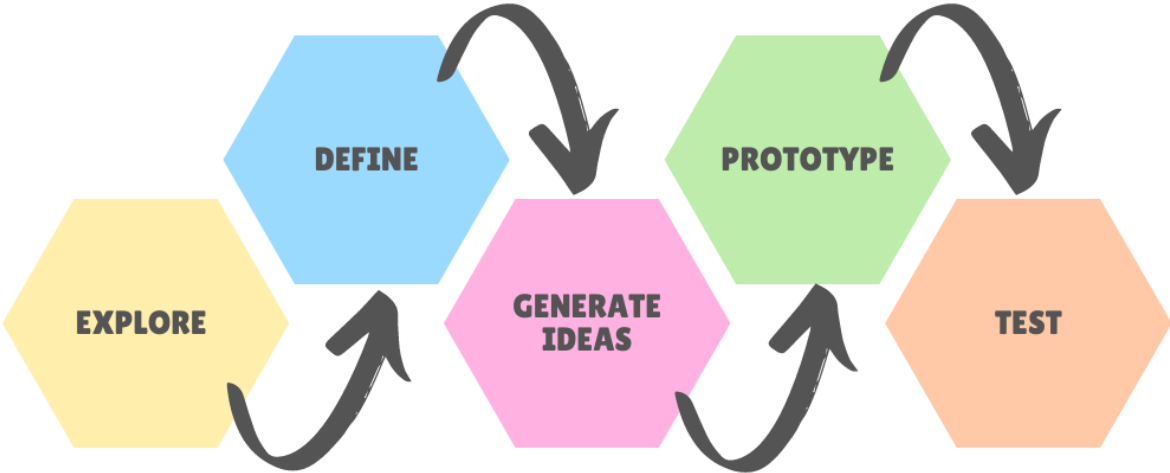 EXPLORE
DEFINE
GENERATE
IDEAS
PROTOTYPE
TEST